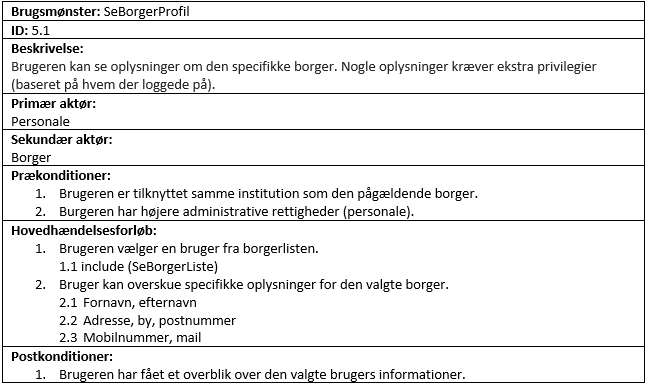 Brugsmønster: SeBorgerProfil
ID: 5.1
Beskrivelse:
Brugeren kan se oplysninger om den specifikke borger. Nogle oplysninger kræver ekstra privilegier
(baseret på hvem der loggede på).
Primær aktør:
Personale
Sekundær aktør:
Borger
Prækonditioner:
1. Brugeren er tilknyttet samme institution som den pågældende borger.
2. Burgeren har højere administrative rettigheder (personale).
Hovedhændelsesforløb:
1. Brugeren vælger en bruger fra borgerlisten.
1.1 include (SeBorgerListe)
2. Bruger kan overskue specifikke oplysninger for den valgte borger.
2.1 Fornavn, efternavn
2.2 Adresse, by, postnummer
2.3 Mobilnummer, mail
Postkonditioner:
1. Brugeren har fået et overblik over den valgte brugers informationer.